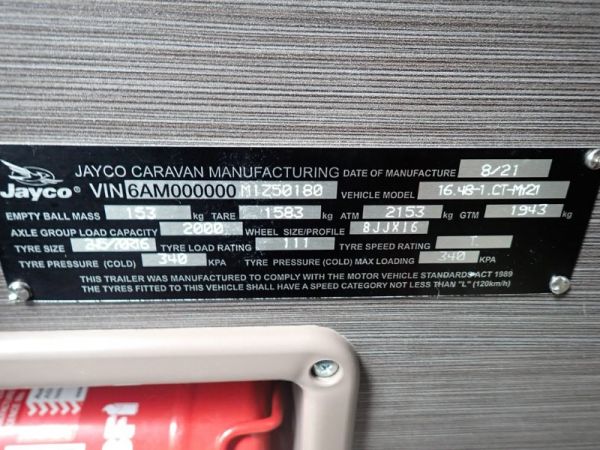 JAYCO CARAVAN MANUFACTURING DATE OF MANUFACTURE 8/21
Jayco® VIN 6AM000000M1Z50180 VEHICLE MODEL 16.48-1.CT-MY21
EMPTY BALL MASS 153 kg TARE 1583 kg ATM 2153 kg GTM 1943 kg
AXLE GROUP LOAD CAPACITY 2000 kg WHEEL SIZE/PROFILE 8JJX16
TYRE SIZE 245/70R16 TYRE LOAD RATING 111 TYRE SPEED RATING T
TYRE PRESSURE (COLD) 340 KPA TYRE PRESSURE (COLD) MAX LOADING 340 KPA
THIS TRAILER WAS MANUFACTURED TO COMPLY WITH THE MOTOR VEHICLE STANDARDS ACT 1989
THE TYRES FITTED TO THIS VEHICLE SHALL HAVE A SPEED CATEGORY NOT LESS THAN "L" (120km/h)